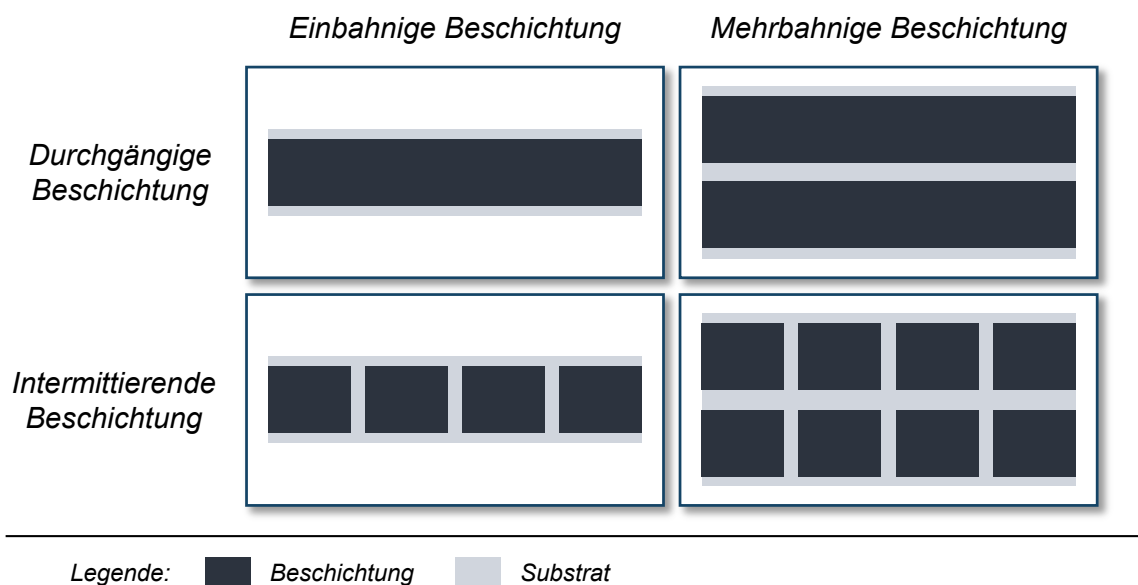 Einbahnige Beschichtung
Mehrbahnige Beschichtung
Durchgängige
Beschichtung
Intermittierende
Beschichtung
Legende:
Beschichtung
Substrat